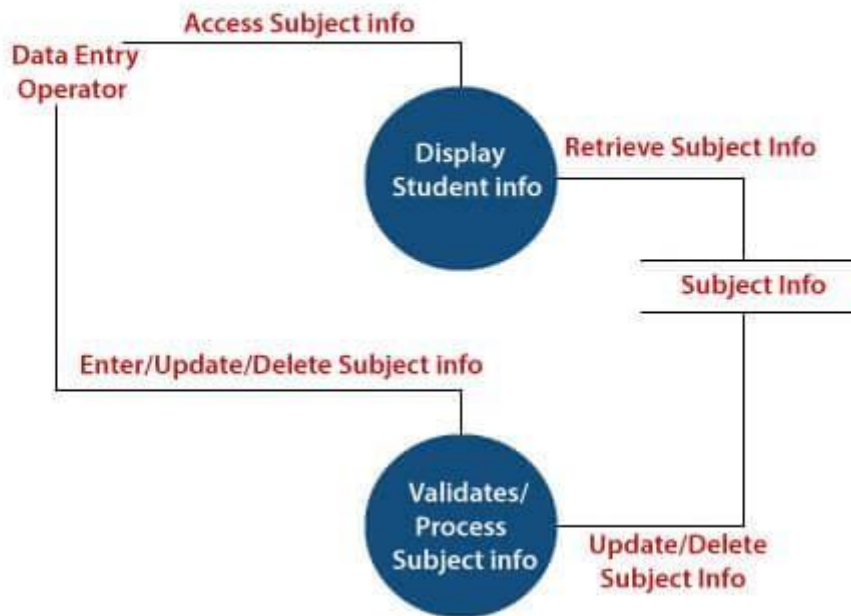 Access Subject info
Data Entry
Operator
Display
Student info
Retrieve Subject Info
Subject Info
Enter/Update/Delete Subject info
Validates/
Process
Subject info
Update/Delete
Subject Info